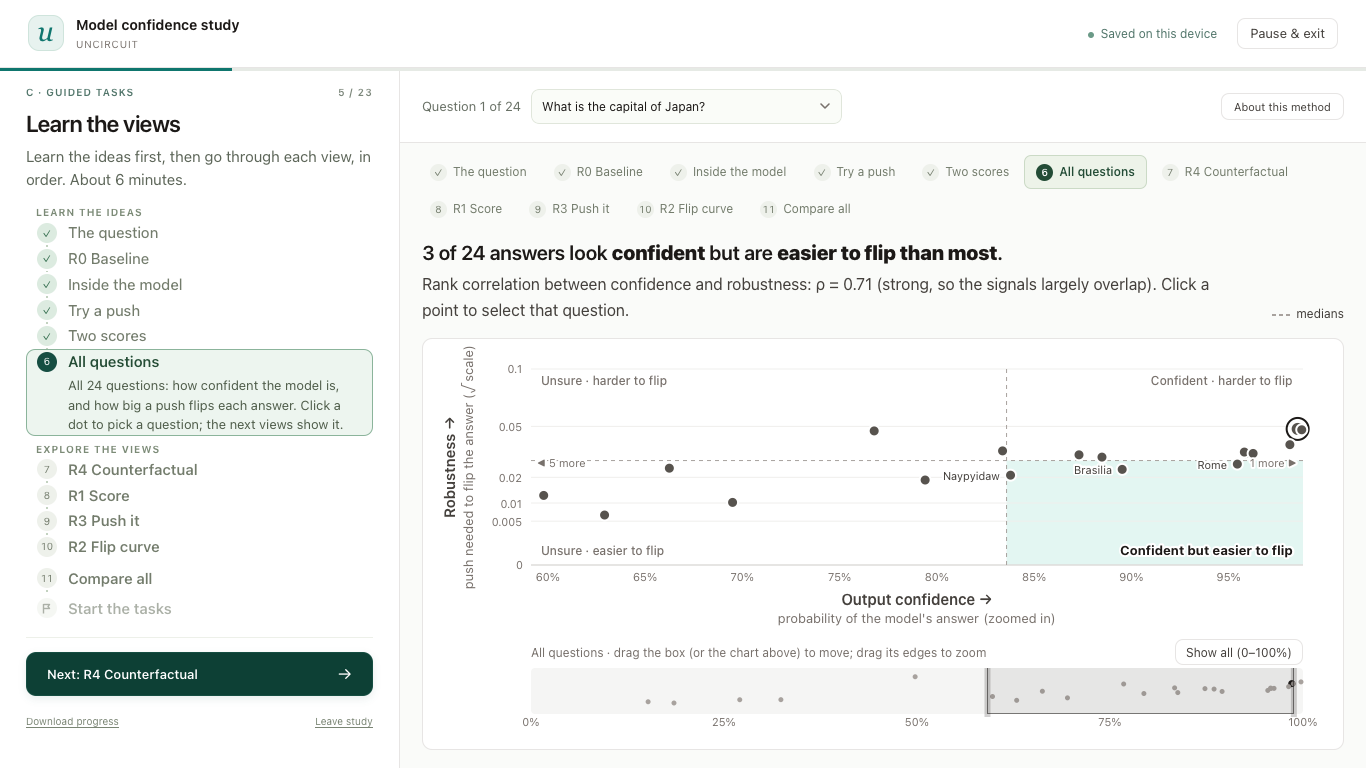 u
Model confidence study
UNCIRCUIT
Saved on this device
Pause & exit
C · GUIDED TASKS
5 / 23
Learn the views
Learn the ideas first, then go through each view, in
order. About 6 minutes.
LEARN THE IDEAS
The question
R0 Baseline
Inside the model
Try a push
Two scores
6 All questions
All 24 questions: how confident the model is,
and how big a push flips each answer. Click a
dot to pick a question; the next views show it.
EXPLORE THE VIEWS
7 R4 Counterfactual
8 R1 Score
9 R3 Push it
10 R2 Flip curve
11 Compare all
Start the tasks
Next: R4 Counterfactual →
Download progress
Leave study
Question 1 of 24
What is the capital of Japan?
About this method
The question
R0 Baseline
Inside the model
Try a push
Two scores
6 All questions
7 R4 Counterfactual
8 R1 Score
9 R3 Push it
10 R2 Flip curve
11 Compare all
3 of 24 answers look confident but are easier to flip than most.
Rank correlation between confidence and robustness: ρ = 0.71 (strong, so the signals largely overlap). Click a
point to select that question.
--- medians
Robustness →
push needed to flip the answer (√ scale)
0.1
0.05
0.02
0.01
0.005
0
Unsure · harder to flip
Confident · harder to flip
◀ 5 more
Naypyidaw
Brasilia
Rome
1 more ▶
Unsure · easier to flip
Confident but easier to flip
60%
65%
70%
75%
80%
85%
90%
95%
Output confidence →
probability of the model's answer (zoomed in)
All questions · drag the box (or the chart above) to move; drag its edges to zoom
Show all (0–100%)
0%
25%
50%
75%
100%